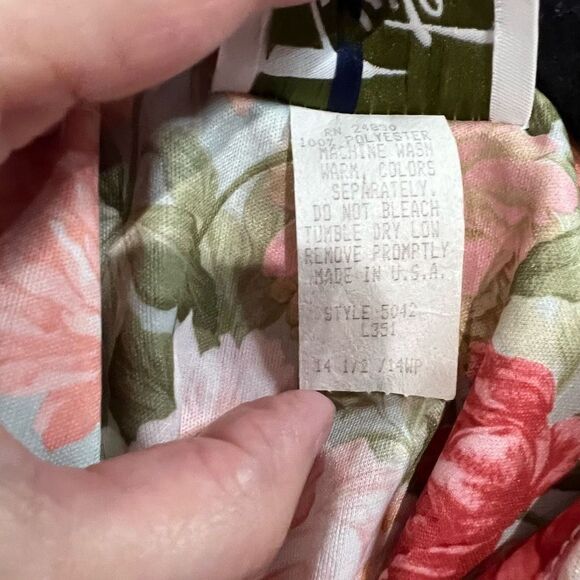 RN 24856
100% POLYESTER
MACHINE WASH
WARM, COLORS
SEPARATELY.
DO NOT BLEACH
TUMBLE DRY LOW
REMOVE PROMPTLY
MADE IN U.S.A.
STYLE 5042
L351
14 1/2 /14WP